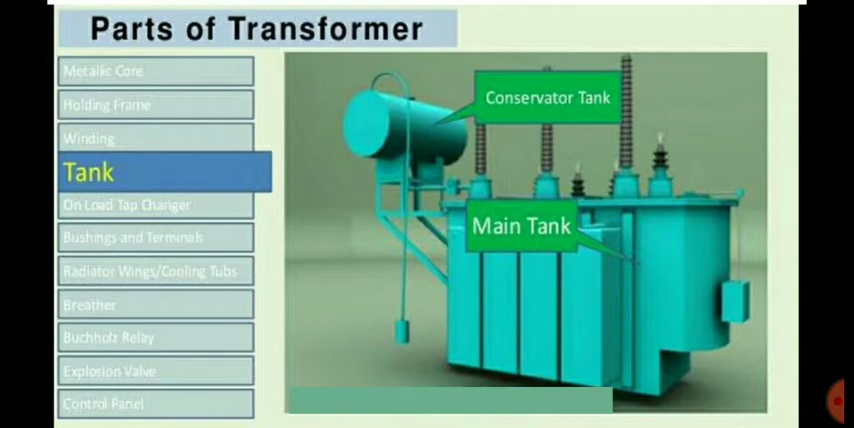 Parts of Transformer
Metallic Core
Holding Frame
Winding
Tank
On Load Tap Changer
Bushings and Terminals
Radiator Wings/Cooling Tubs
Breather
Buchholz Relay
Explosion Valve
Control Panel
Conservator Tank
Main Tank